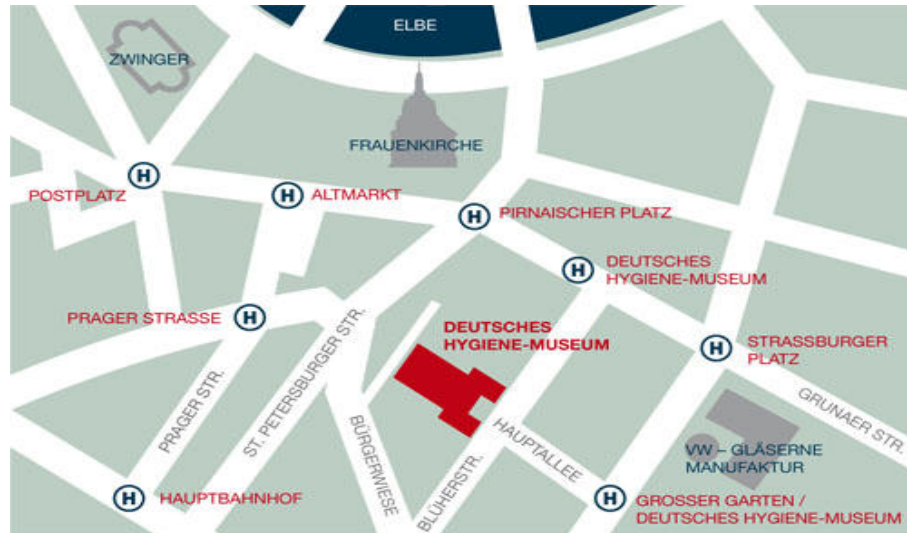 ELBE
ZWINGER
FRAUENKIRCHE
H
POSTPLATZ
H
ALTMARKT
H
PIRNAISCHER PLATZ
H
DEUTSCHES
HYGIENE-MUSEUM
PRAGER STRASSE
H
DEUTSCHES
HYGIENE-MUSEUM
H
STRASSBURGER
PLATZ
PRAGER STR.
ST. PETERSBURGER STR.
BÜRGERWIESE
BLÜHERSTR.
HAUPTALLEE
GRUNAER STR.
VW – GLÄSERNE
MANUFAKTUR
H
HAUPTBAHNHOF
H
GROSSER GARTEN /
DEUTSCHES HYGIENE-MUSEUM